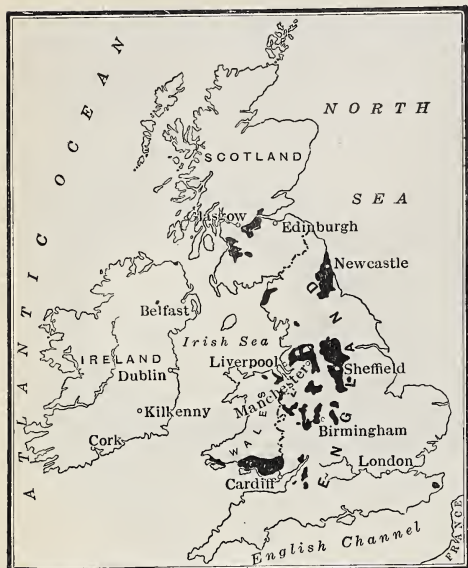 ATLANTIC OCEAN
NORTH
SEA
SCOTLAND
Glasgow
Edinburgh
Newcastle
Belfast
Irish Sea
IRELAND
Dublin
Liverpool
Manchester
Sheffield
ENGLAND
Kilkenny
WALES
Birmingham
Cork
London
Cardiff
English Channel
FRANCE